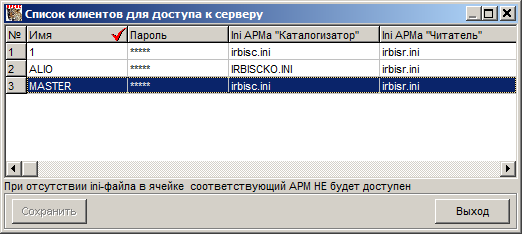 Список клиентов для доступа к серверу
№ Имя Пароль Ini АРМа "Каталогизатор" Ini АРМа "Читатель"
1 1 ***** irbisc.ini irbisr.ini
2 ALIO ***** IRBISCKO.INI irbisr.ini
3 MASTER ***** irbisc.ini irbisr.ini
При отсутствии ini-файла в ячейке соответствующий АРМ НЕ будет доступен
Сохранить Выход